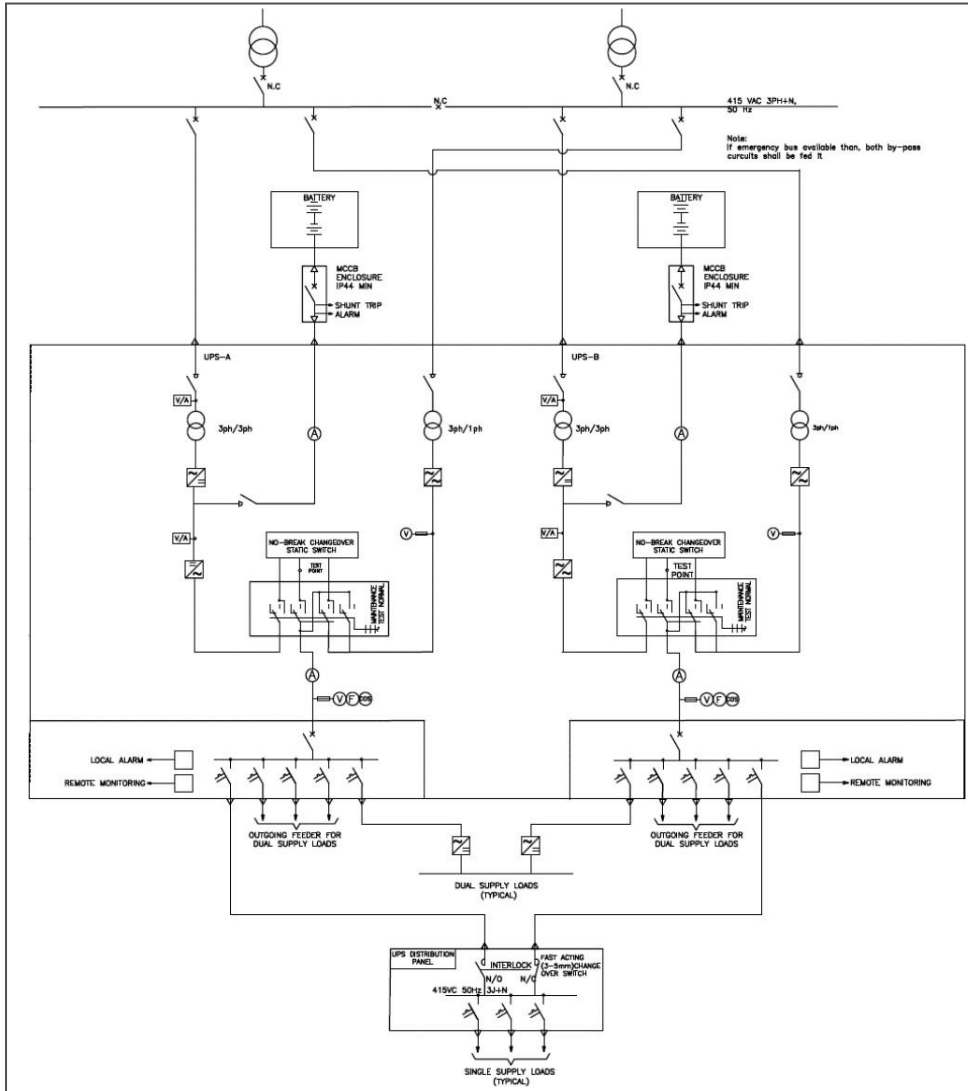 N.C
N.C
N.C
415 VAC 3PH+N,
50 Hz
Note:
If emergency bus available than, both by-pass
curcuits shall be fed it
BATTERY
BATTERY
MCCB
ENCLOSURE
IP44 MIN
SHUNT TRIP
ALARM
MCCB
ENCLOSURE
IP44 MIN
SHUNT TRIP
ALARM
UPS-A
UPS-B
V/A
V/A
3ph/3ph
A
3ph/1ph
3ph/3ph
A
3ph/1ph
V/A
V
V/A
V
NO-BREAK CHANGEOVER
STATIC SWITCH
NO-BREAK CHANGEOVER
STATIC SWITCH
TEST
POINT
TEST
POINT
MAINTENANCE
TEST NORMAL
MAINTENANCE
TEST NORMAL
A
A
V F
V F
LOCAL ALARM
REMOTE MONITORING
LOCAL ALARM
REMOTE MONITORING
OUTGOING FEEDER FOR
DUAL SUPPLY LOADS
OUTGOING FEEDER FOR
DUAL SUPPLY LOADS
DUAL SUPPLY LOADS
(TYPICAL)
UPS DISTRIBUTION
PANEL
INTERLOCK
FAST ACTING
(3-5mm)CHANGE
OVER SWITCH
N/O
N/C
415VC 50Hz 3J+N
SINGLE SUPPLY LOADS
(TYPICAL)